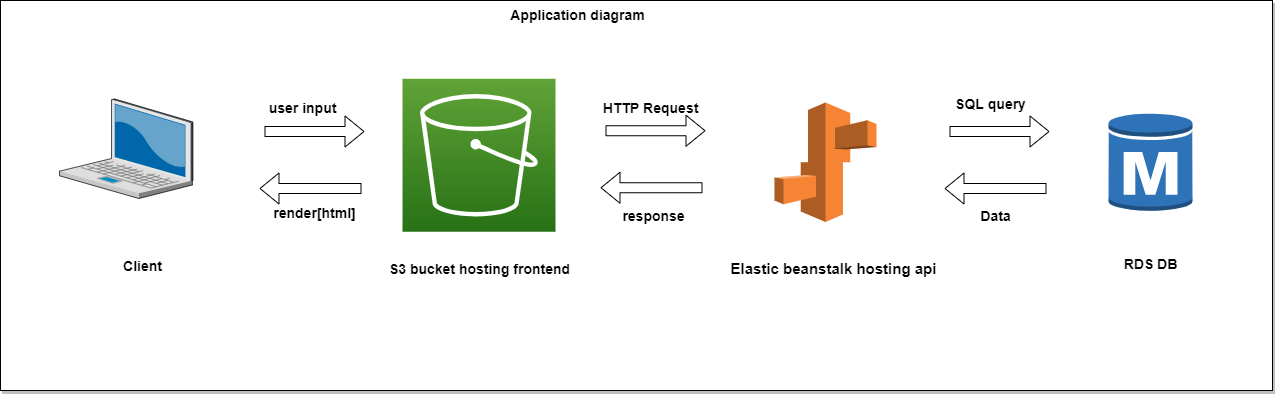 Application diagram
user input
HTTP Request
SQL query
render[html]
response
Data
M
Client
S3 bucket hosting frontend
Elastic beanstalk hosting api
RDS DB